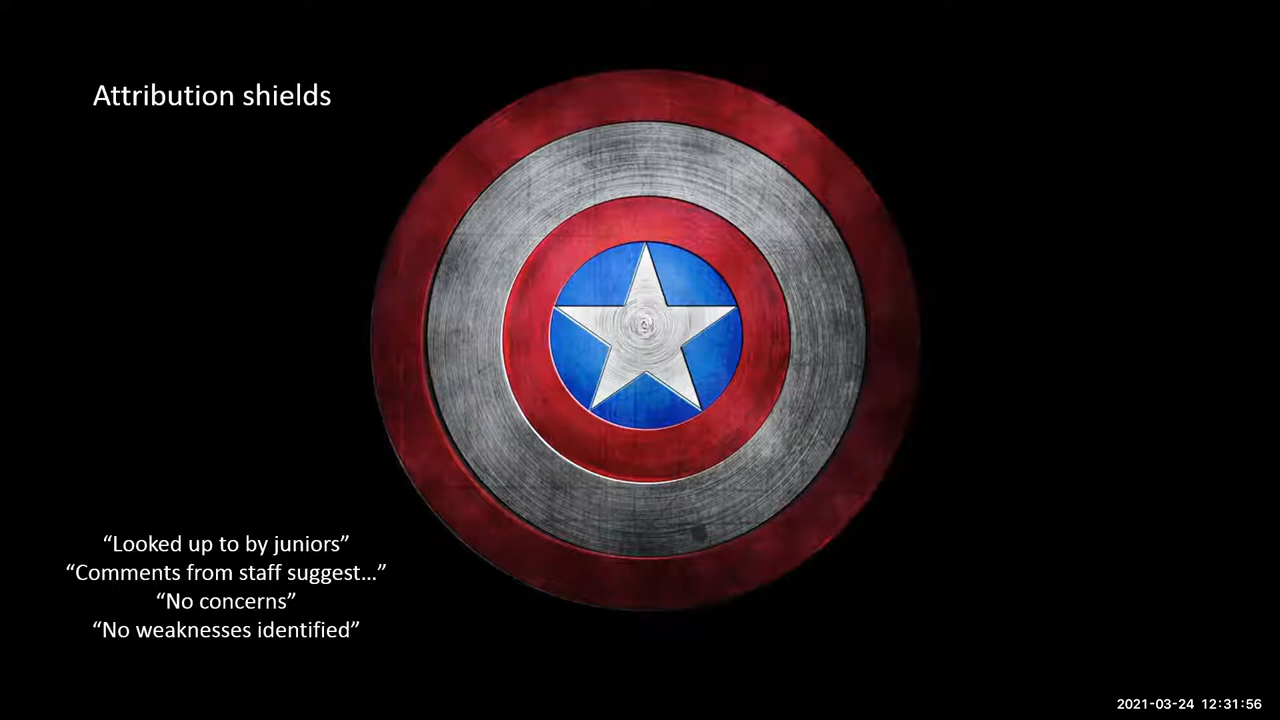 Attribution shields
“Looked up to by juniors”
“Comments from staff suggest…”
“No concerns”
“No weaknesses identified”
2021-03-24 12:31:56